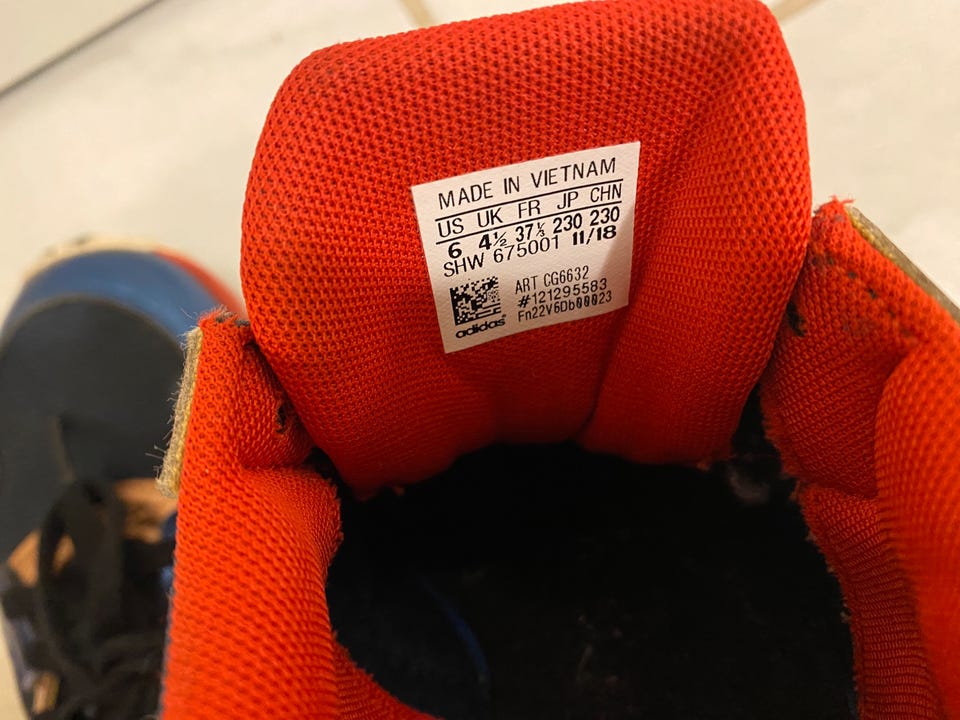 MADE IN VIETNAM
US UK FR JP CHN
6 4½ 37⅓ 230 230
SHW 675001 11/18
ART CG6632
#121295583
Fn22V6Db00023
adidas